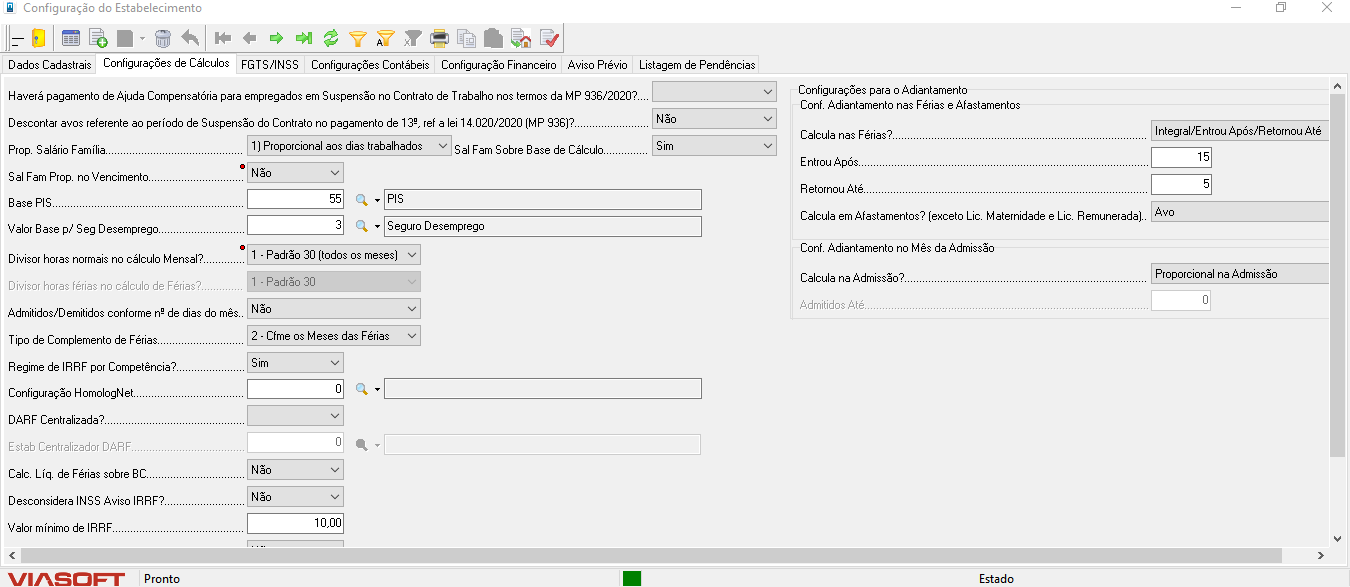 Configuração do Estabelecimento
Dados Cadastrais Configurações de Cálculos FGTS/INSS Configurações Contábeis Configuração Financeiro Aviso Prévio Listagem de Pendências
Haverá pagamento de Ajuda Compensatória para empregados em Suspensão no Contrato de Trabalho nos termos da MP 936/2020?....
Descontar avos referente ao período de Suspensão do Contrato no pagamento de 13º, ref a lei 14.020/2020 (MP 936)?........................ Não
Prop. Salário Família............................................. 1) Proporcional aos dias trabalhados Sal Fam Sobre Base de Cálculo.............. Sim
Sal Fam Prop. no Vencimento............................... Não
Base PIS............................................................... 55 PIS
Valor Base p/ Seg Desemprego............................ 3 Seguro Desemprego
Divisor horas normais no cálculo Mensal?............. 1 - Padrão 30 (todos os meses)
Divisor horas férias no cálculo de Férias?............. 1 - Padrão 30
Admitidos/Demitidos conforme nº de dias do mês.. Não
Tipo de Complemento de Férias........................... 2 - Cfme os Meses das Férias
Regime de IRRF por Competência?..................... Sim
Configuração HomologNet................................... 0
DARF Centralizada?............................................
Estab Centralizador DARF.................................... 0
Calc. Líq. de Férias sobre BC............................... Não
Desconsidera INSS Aviso IRRF?......................... Não
Valor mínimo de IRRF.......................................... 10,00
Configurações para o Adiantamento
Conf. Adiantamento nas Férias e Afastamentos
Calcula nas Férias?.................................................................................... Integral/Entrou Após/Retornou Até
Entrou Após................................................................................................ 15
Retornou Até............................................................................................... 5
Calcula em Afastamentos? (exceto Lic. Maternidade e Lic. Remunerada).. Avo
Conf. Adiantamento no Mês da Admissão
Calcula na Admissão?................................................................................ Proporcional na Admissão
Admitidos Até.............................................................................................. 0
VIASOFT Pronto Estado